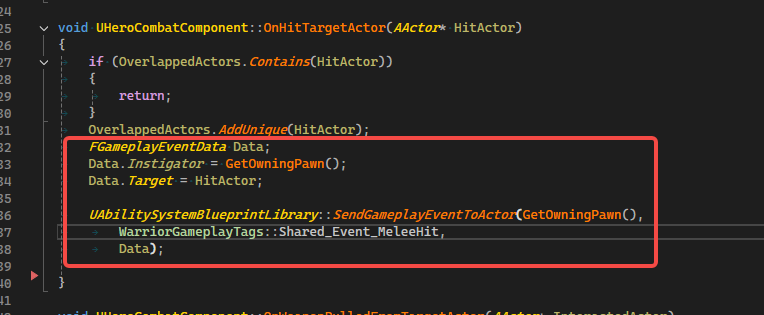 24
25 void UHeroCombatComponent::OnHitTargetActor(AActor* HitActor)
26 {
27 if (OverlappedActors.Contains(HitActor))
28 {
29 return;
30 }
31 OverlappedActors.AddUnique(HitActor);
32 FGameplayEventData Data;
33 Data.Instigator = GetOwningPawn();
34 Data.Target = HitActor;
35
36 UAbilitySystemBlueprintLibrary::SendGameplayEventToActor(GetOwningPawn(),
37 WarriorGameplayTags::Shared_Event_MeleeHit,
38 Data);
39
40 }
41
void UHeroCombatComponent::OnWeaponPulledFromTargetActor(AActor* InteractedActor)